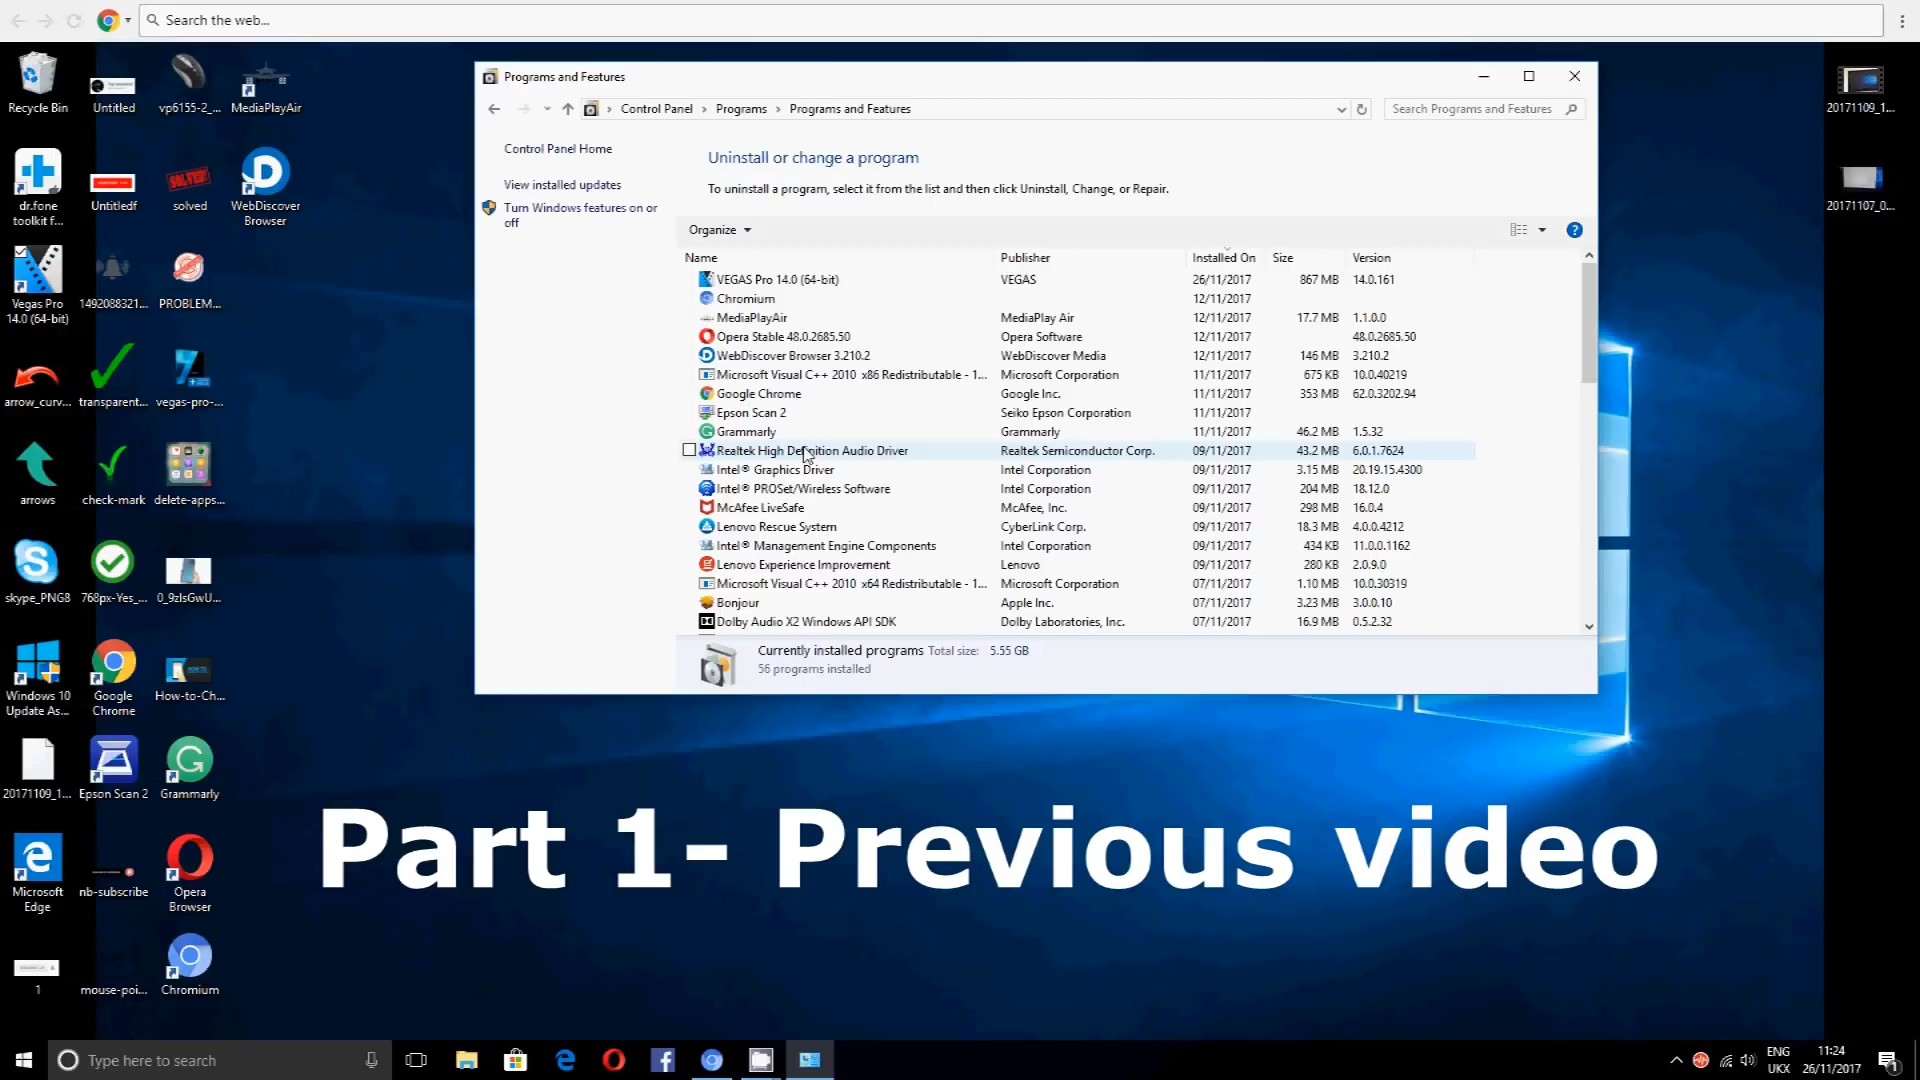 Search the web...
Recycle Bin
Untitled
vp6155-2_...
MediaPlayAir
dr.fone
toolkit f...
Untitledf
SOLVED!
solved
WebDiscover
Browser
Vegas Pro
14.0 (64-bit)
1492088321...
PROBLEM...
arrow_curv...
transparent...
vegas-pro-...
arrows
check-mark
delete-apps...
skype_PNG8
768px-Yes_...
0_9zIsGwU...
Windows 10
Update As...
Google
Chrome
How-to-Ch...
20171109_1...
Epson Scan 2
Grammarly
Microsoft
Edge
nb-subscribe
Opera
Browser
1
mouse-poi...
Chromium
20171109_1...
20171107_0...
Programs and Features
Control Panel > Programs > Programs and Features
Search Programs and Features
Control Panel Home
View installed updates
Turn Windows features on or
off
Uninstall or change a program
To uninstall a program, select it from the list and then click Uninstall, Change, or Repair.
Organize
Name Publisher Installed On Size Version
VEGAS Pro 14.0 (64-bit) VEGAS 26/11/2017 867 MB 14.0.161
Chromium 12/11/2017
MediaPlayAir MediaPlay Air 12/11/2017 17.7 MB 1.1.0.0
Opera Stable 48.0.2685.50 Opera Software 12/11/2017 48.0.2685.50
WebDiscover Browser 3.210.2 WebDiscover Media 12/11/2017 146 MB 3.210.2
Microsoft Visual C++ 2010 x86 Redistributable - 1... Microsoft Corporation 11/11/2017 675 KB 10.0.40219
Google Chrome Google Inc. 11/11/2017 353 MB 62.0.3202.94
Epson Scan 2 Seiko Epson Corporation 11/11/2017
Grammarly Grammarly 11/11/2017 46.2 MB 1.5.32
Realtek High Definition Audio Driver Realtek Semiconductor Corp. 09/11/2017 43.2 MB 6.0.1.7624
Intel® Graphics Driver Intel Corporation 09/11/2017 3.15 MB 20.19.15.4300
Intel® PROSet/Wireless Software Intel Corporation 09/11/2017 204 MB 18.12.0
McAfee LiveSafe McAfee, Inc. 09/11/2017 298 MB 16.0.4
Lenovo Rescue System CyberLink Corp. 09/11/2017 18.3 MB 4.0.0.4212
Intel® Management Engine Components Intel Corporation 09/11/2017 434 KB 11.0.0.1162
Lenovo Experience Improvement Lenovo 09/11/2017 280 KB 2.0.9.0
Microsoft Visual C++ 2010 x64 Redistributable - 1... Microsoft Corporation 07/11/2017 1.10 MB 10.0.30319
Bonjour Apple Inc. 07/11/2017 3.23 MB 3.0.0.10
Dolby Audio X2 Windows API SDK Dolby Laboratories, Inc. 07/11/2017 16.9 MB 0.5.2.32
Currently installed programs Total size: 5.55 GB
56 programs installed
Part 1- Previous video
Type here to search
ENG
UKX
11:24
26/11/2017